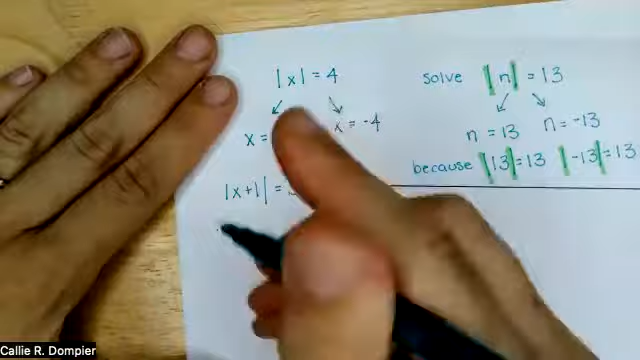 |x| = 4
x =
x = -4
|x+1| =
solve |n| = 13
n = 13 n = -13
because |13| = 13 |-13| = 13
Callie R. Dompier